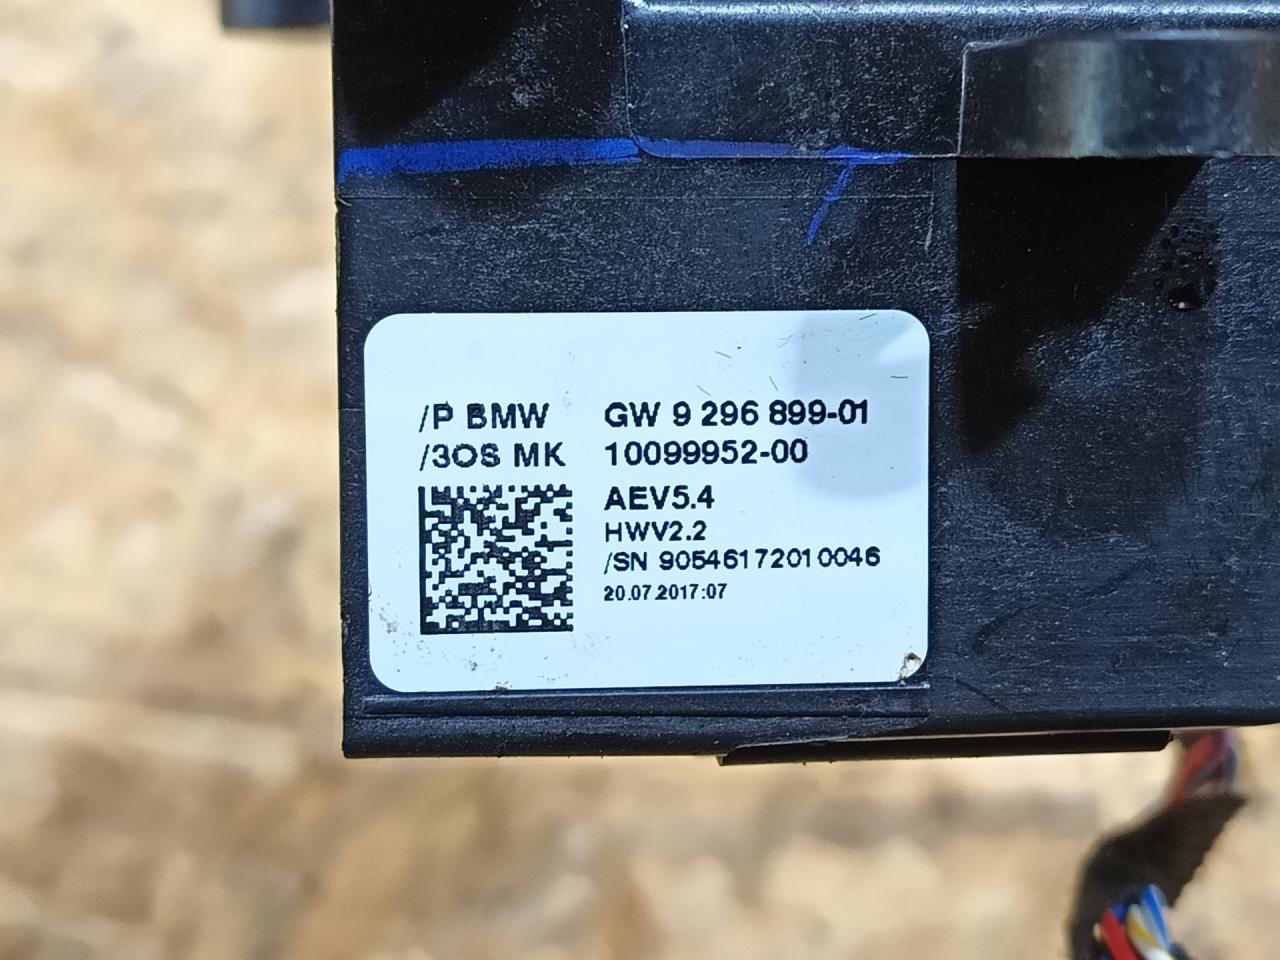 /P BMW GW 9 296 899-01
/3OS MK 10099952-00
AEV5.4
HWV2.2
/SN 90546172010046
20.07.2017:07